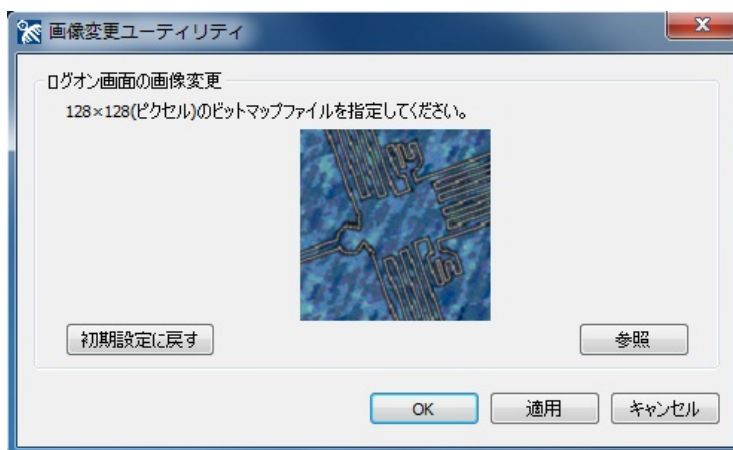 画像変更ユーティリティ
ログオン画面の画像変更
128×128(ピクセル)のビットマップファイルを指定してください。
初期設定に戻す
参照
OK
適用
キャンセル